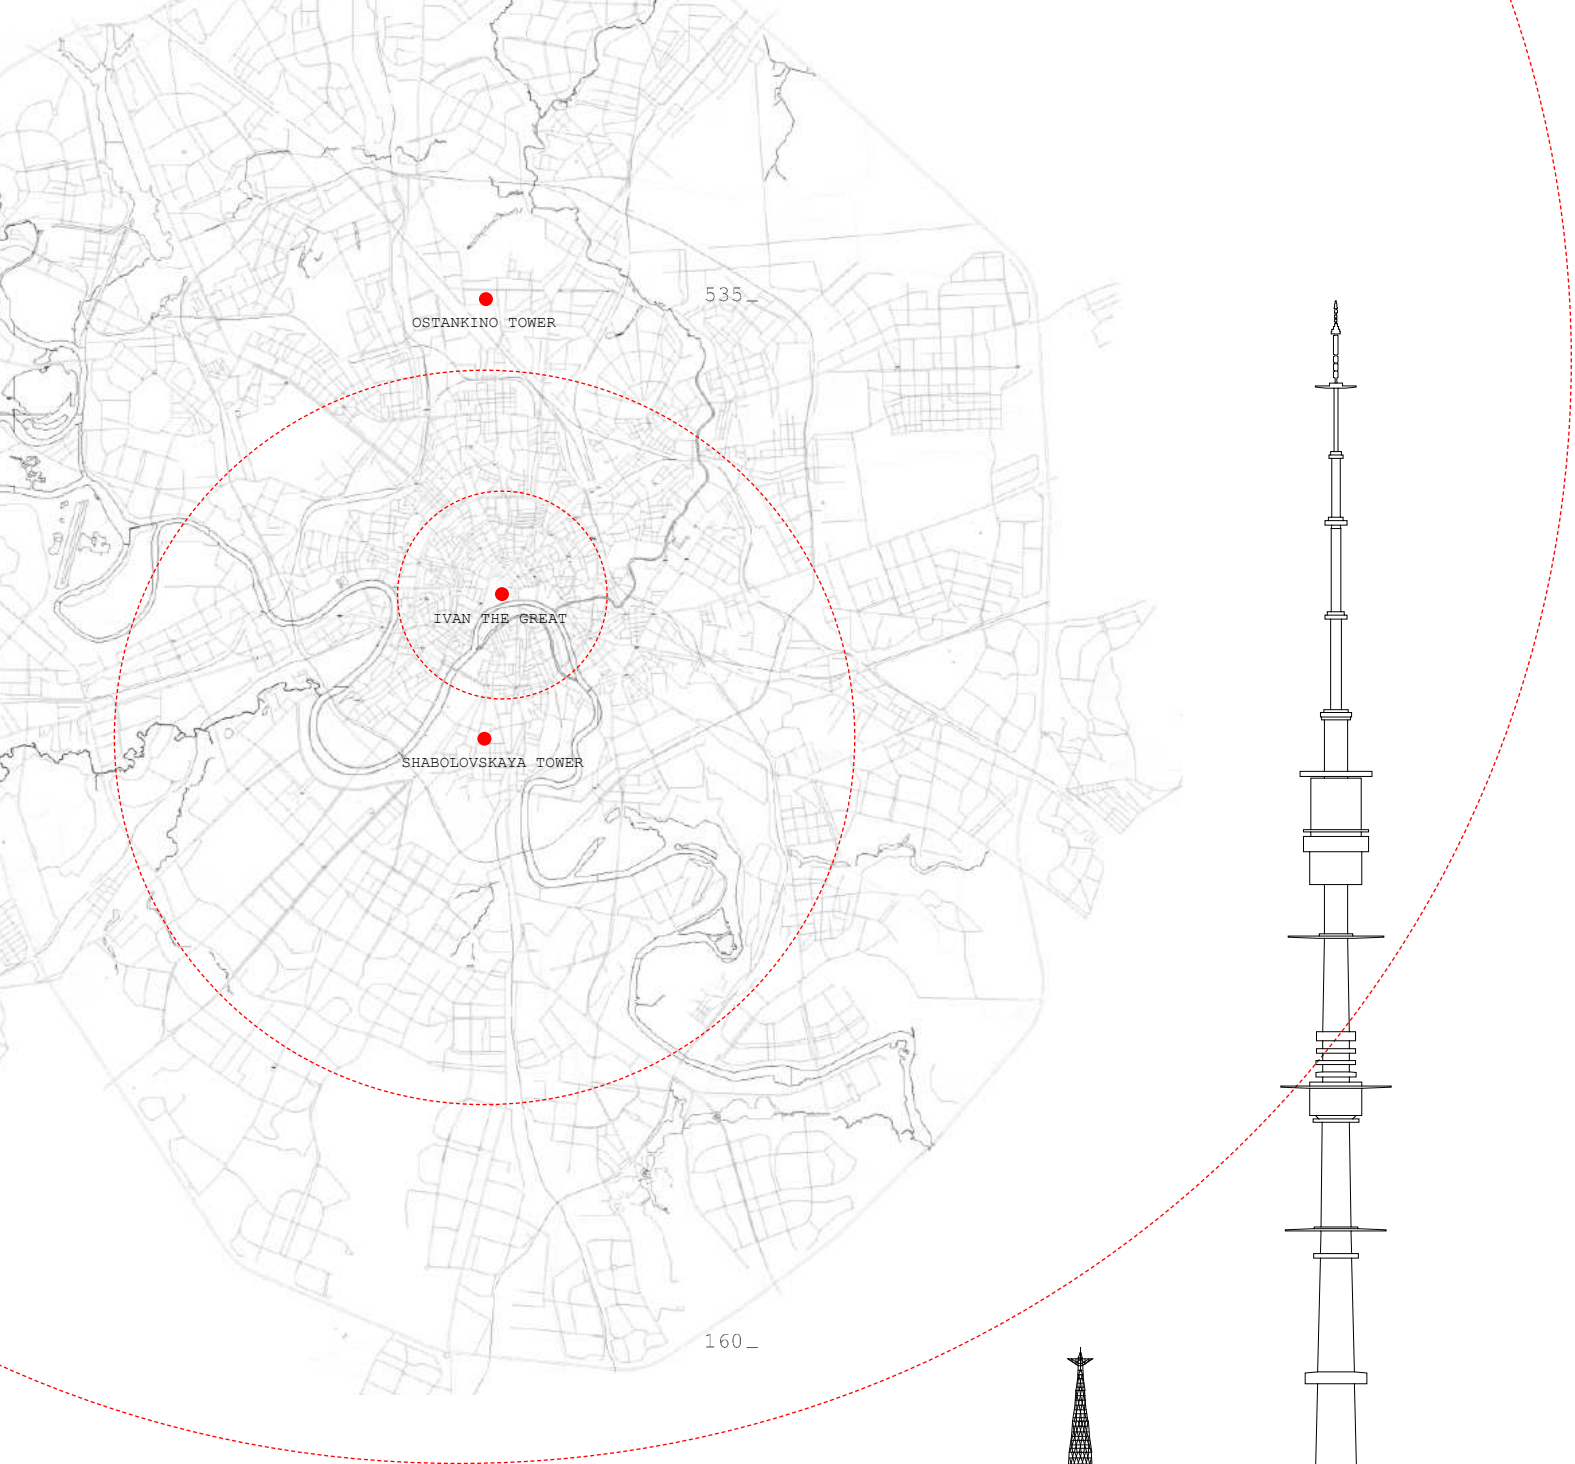 535_
OSTANKINO TOWER
IVAN THE GREAT
SHABOLOVSKAYA TOWER
160_